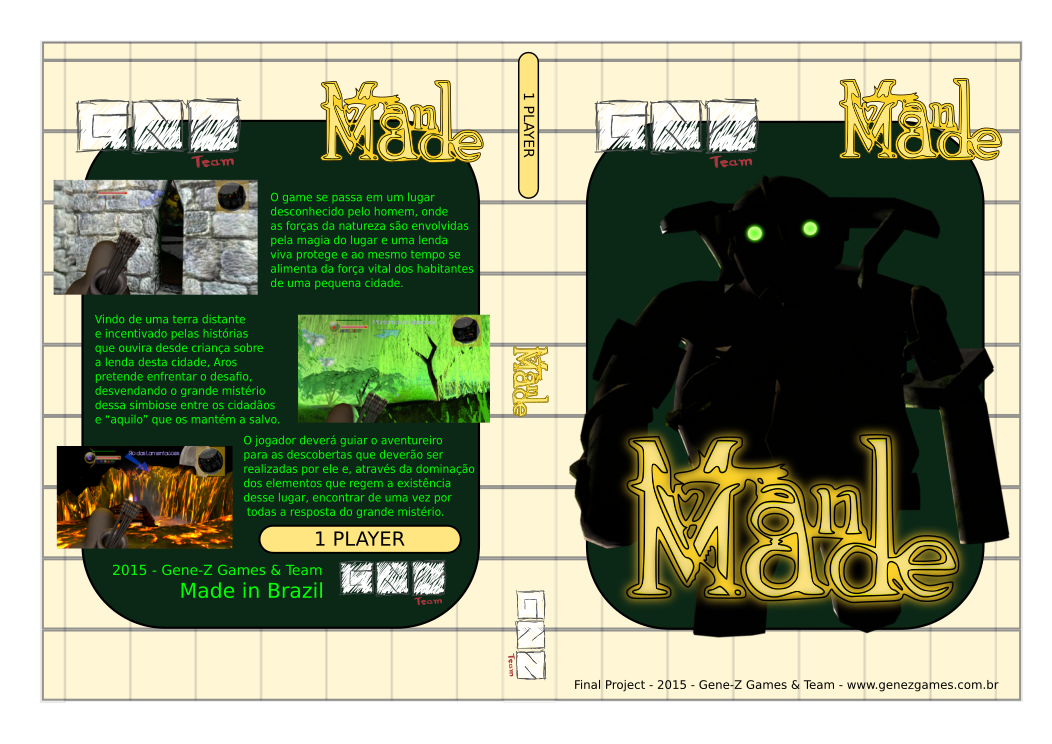 Man
Made
Team
O game se passa em um lugar
desconhecido pelo homem, onde
as forças da natureza são envolvidas
pela magia do lugar e uma lenda
viva protege e ao mesmo tempo se
alimenta da força vital dos habitantes
de uma pequena cidade.
Vindo de uma terra distante
e incentivado pelas histórias
que ouvira desde criança sobre
a lenda desta cidade, Aros
pretende enfrentar o desafio,
desvendando o grande mistério
dessa simbiose entre os cidadãos
e “aquilo” que os mantém a salvo.
Rio das Lamentacoes
O jogador deverá guiar o aventureiro
para as descobertas que deverão ser
realizadas por ele e, através da dominação
dos elementos que regem a existência
desse lugar, encontrar de uma vez por
todas a resposta do grande mistério.
1 PLAYER
2015 - Gene-Z Games & Team
Made in Brazil
GNZ
Team
1 PLAYER
Man
Made
GNZ
Team
Team
Man
Made
Man
Made
Final Project - 2015 - Gene-Z Games & Team - www.genezgames.com.br